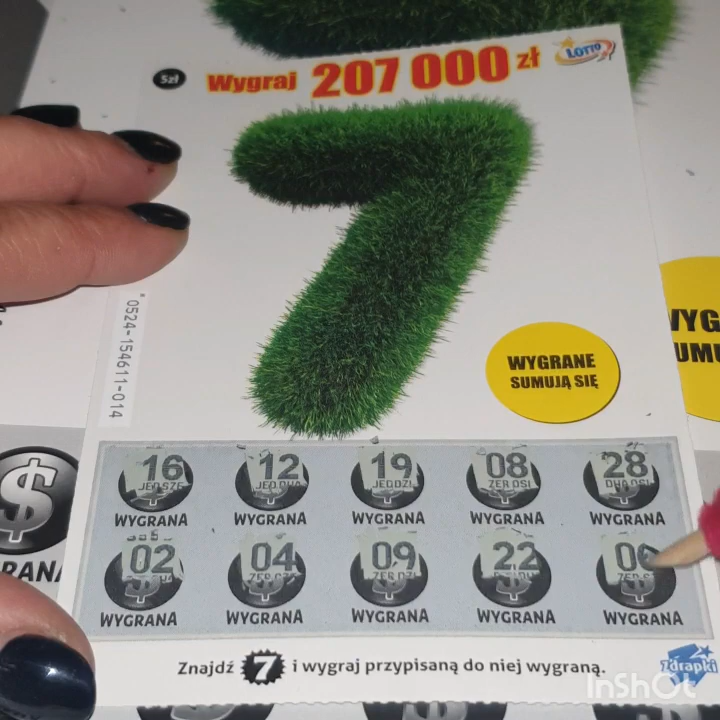 5zł
Wygraj 207 000 zł
LOTTO
0524-154611-014
WYGRANE
SUMUJĄ SIĘ
16 12 19 08 28
WYGRANA WYGRANA WYGRANA WYGRANA WYGRANA
02 04 09 22 06
WYGRANA WYGRANA WYGRANA WYGRANA WYGRANA
Znajdź 7 i wygraj przypisaną do niej wygraną.
Zdrapki
InShOt